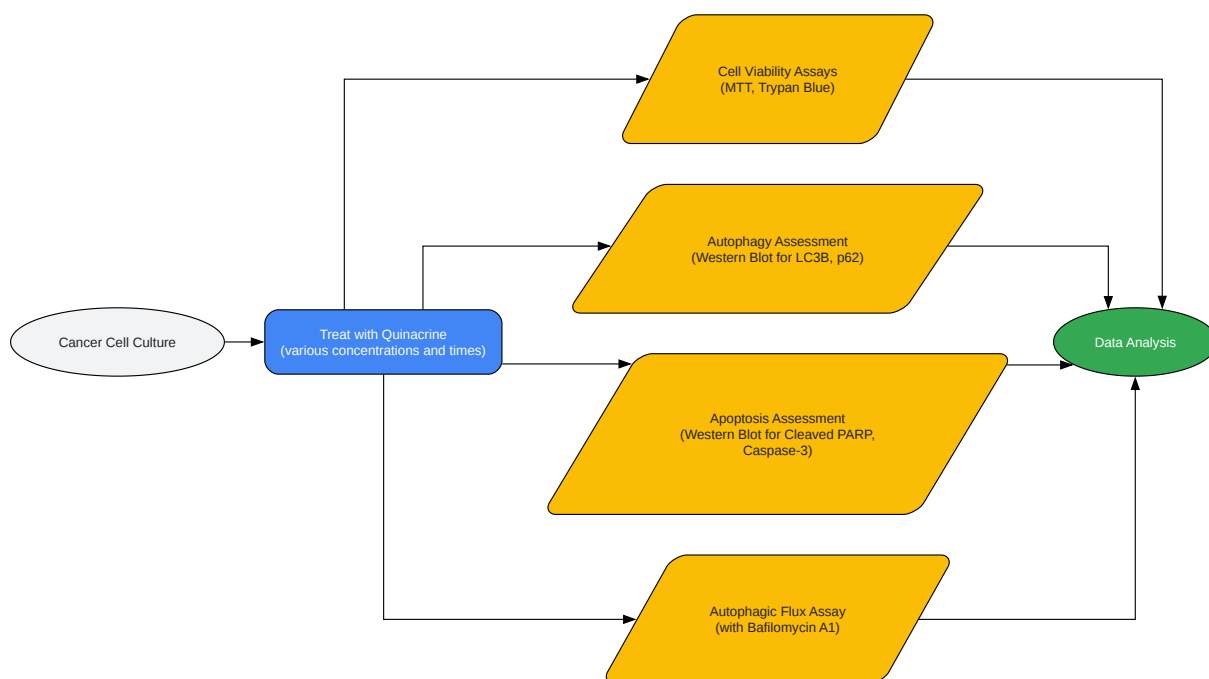 Cell Viability Assays
(MTT, Trypan Blue)
Autophagy Assessment
(Western Blot for LC3B, p62)
Cancer Cell Culture
Treat with Quinacrine
(various concentrations and times)
Data Analysis
Apoptosis Assessment
(Western Blot for Cleaved PARP,
Caspase-3)
Autophagic Flux Assay
(with Bafilomycin A1)